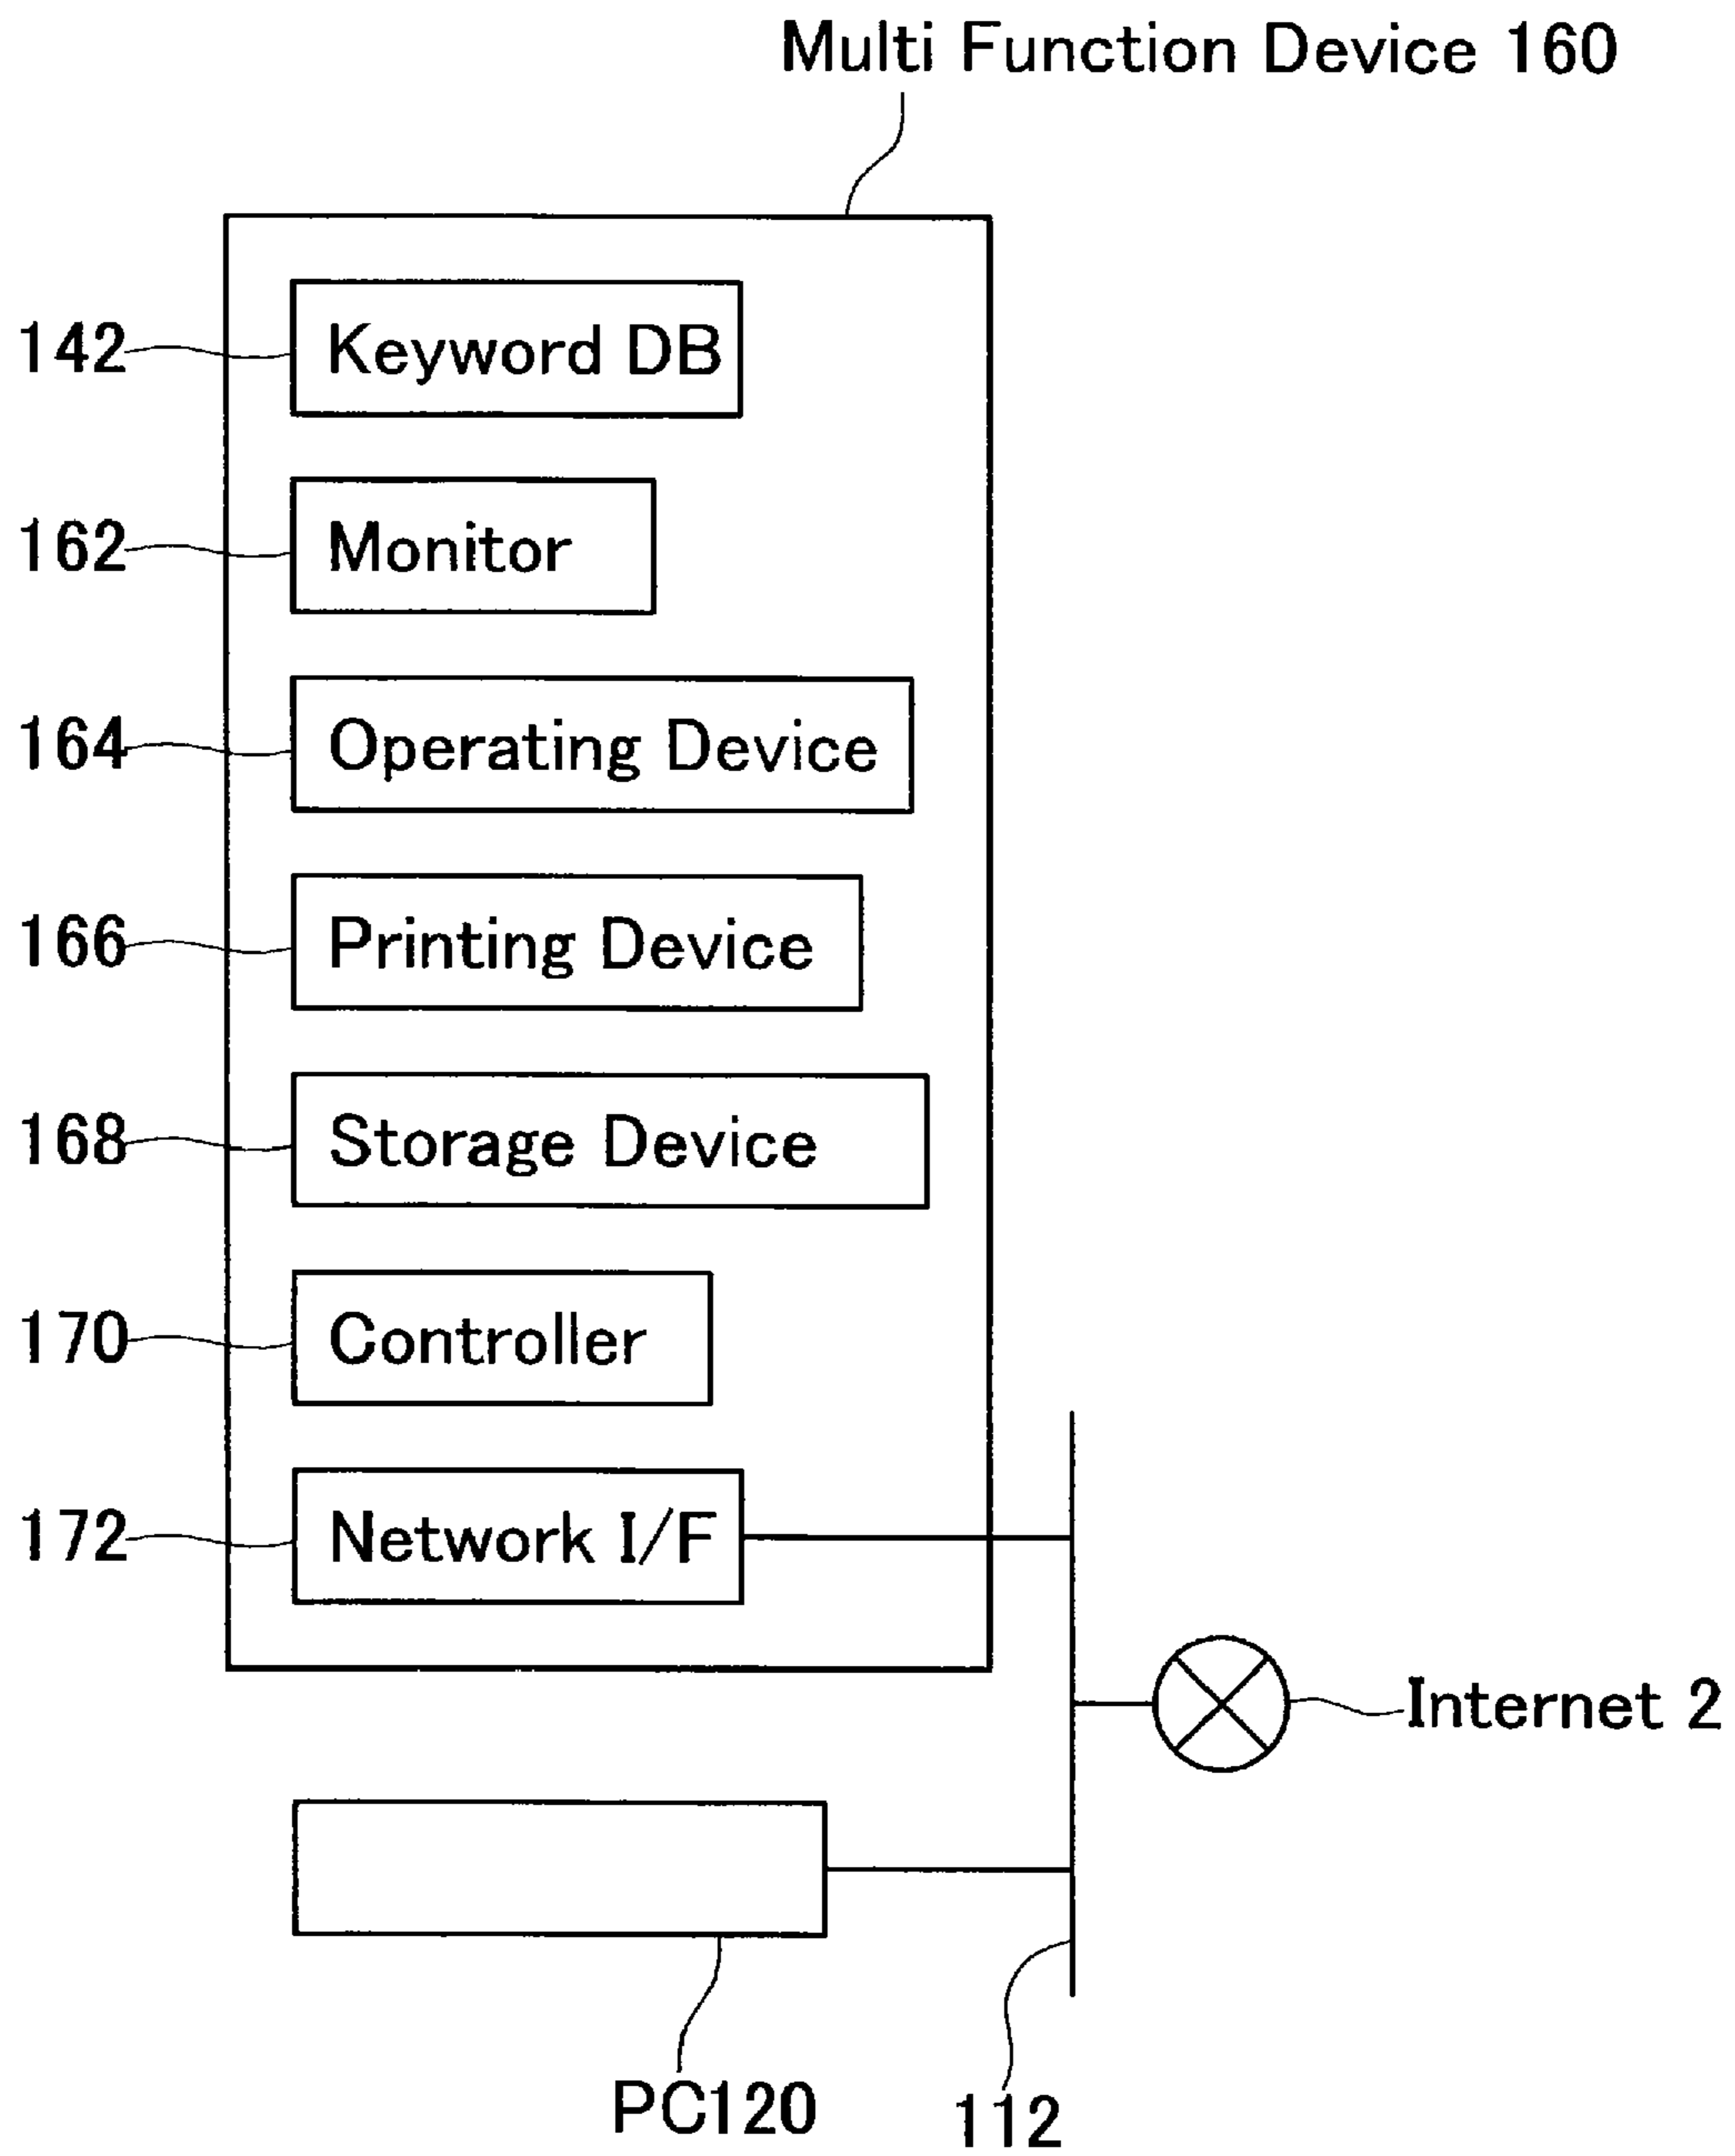 Multi Function Device 160
142 Keyword DB
162 Monitor
164 Operating Device
166 Printing Device
168 Storage Device
170 Controller
172 Network I/F
Internet 2
PC120
112